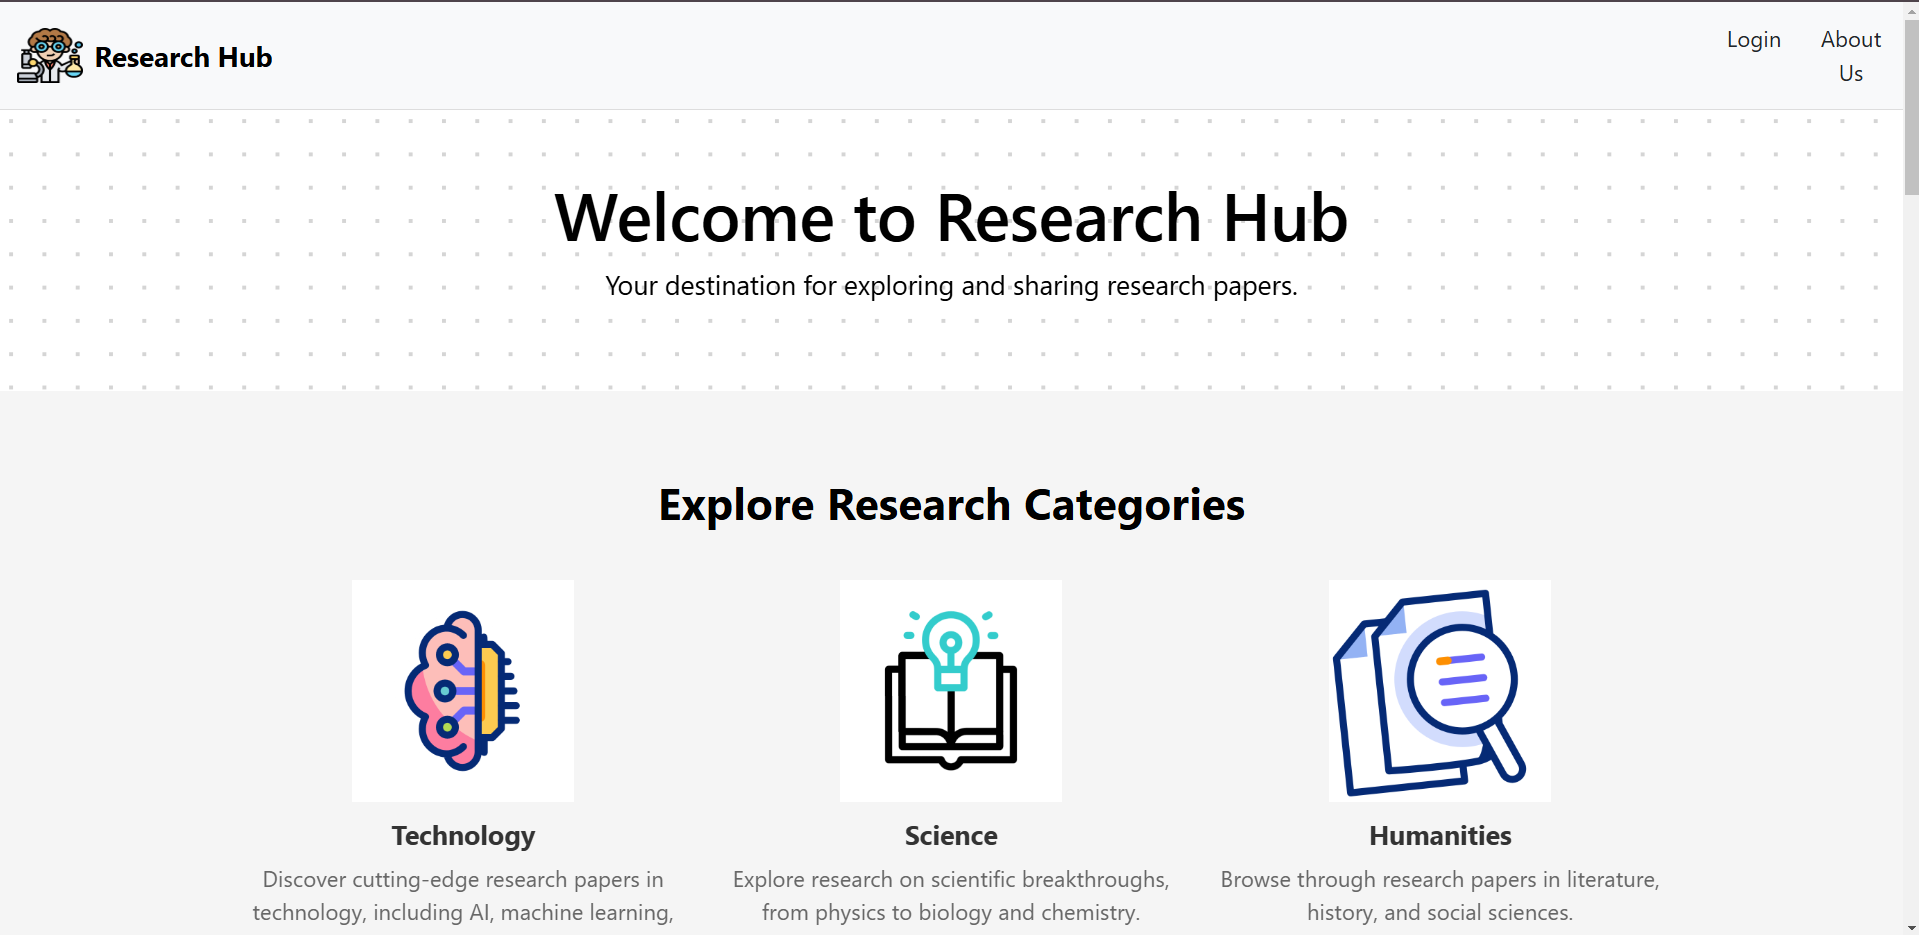 Research Hub
Login
About
Us
Welcome to Research Hub
Your destination for exploring and sharing research papers.
Explore Research Categories
Technology
Discover cutting-edge research papers in
technology, including AI, machine learning,
Science
Explore research on scientific breakthroughs,
from physics to biology and chemistry.
Humanities
Browse through research papers in literature,
history, and social sciences.